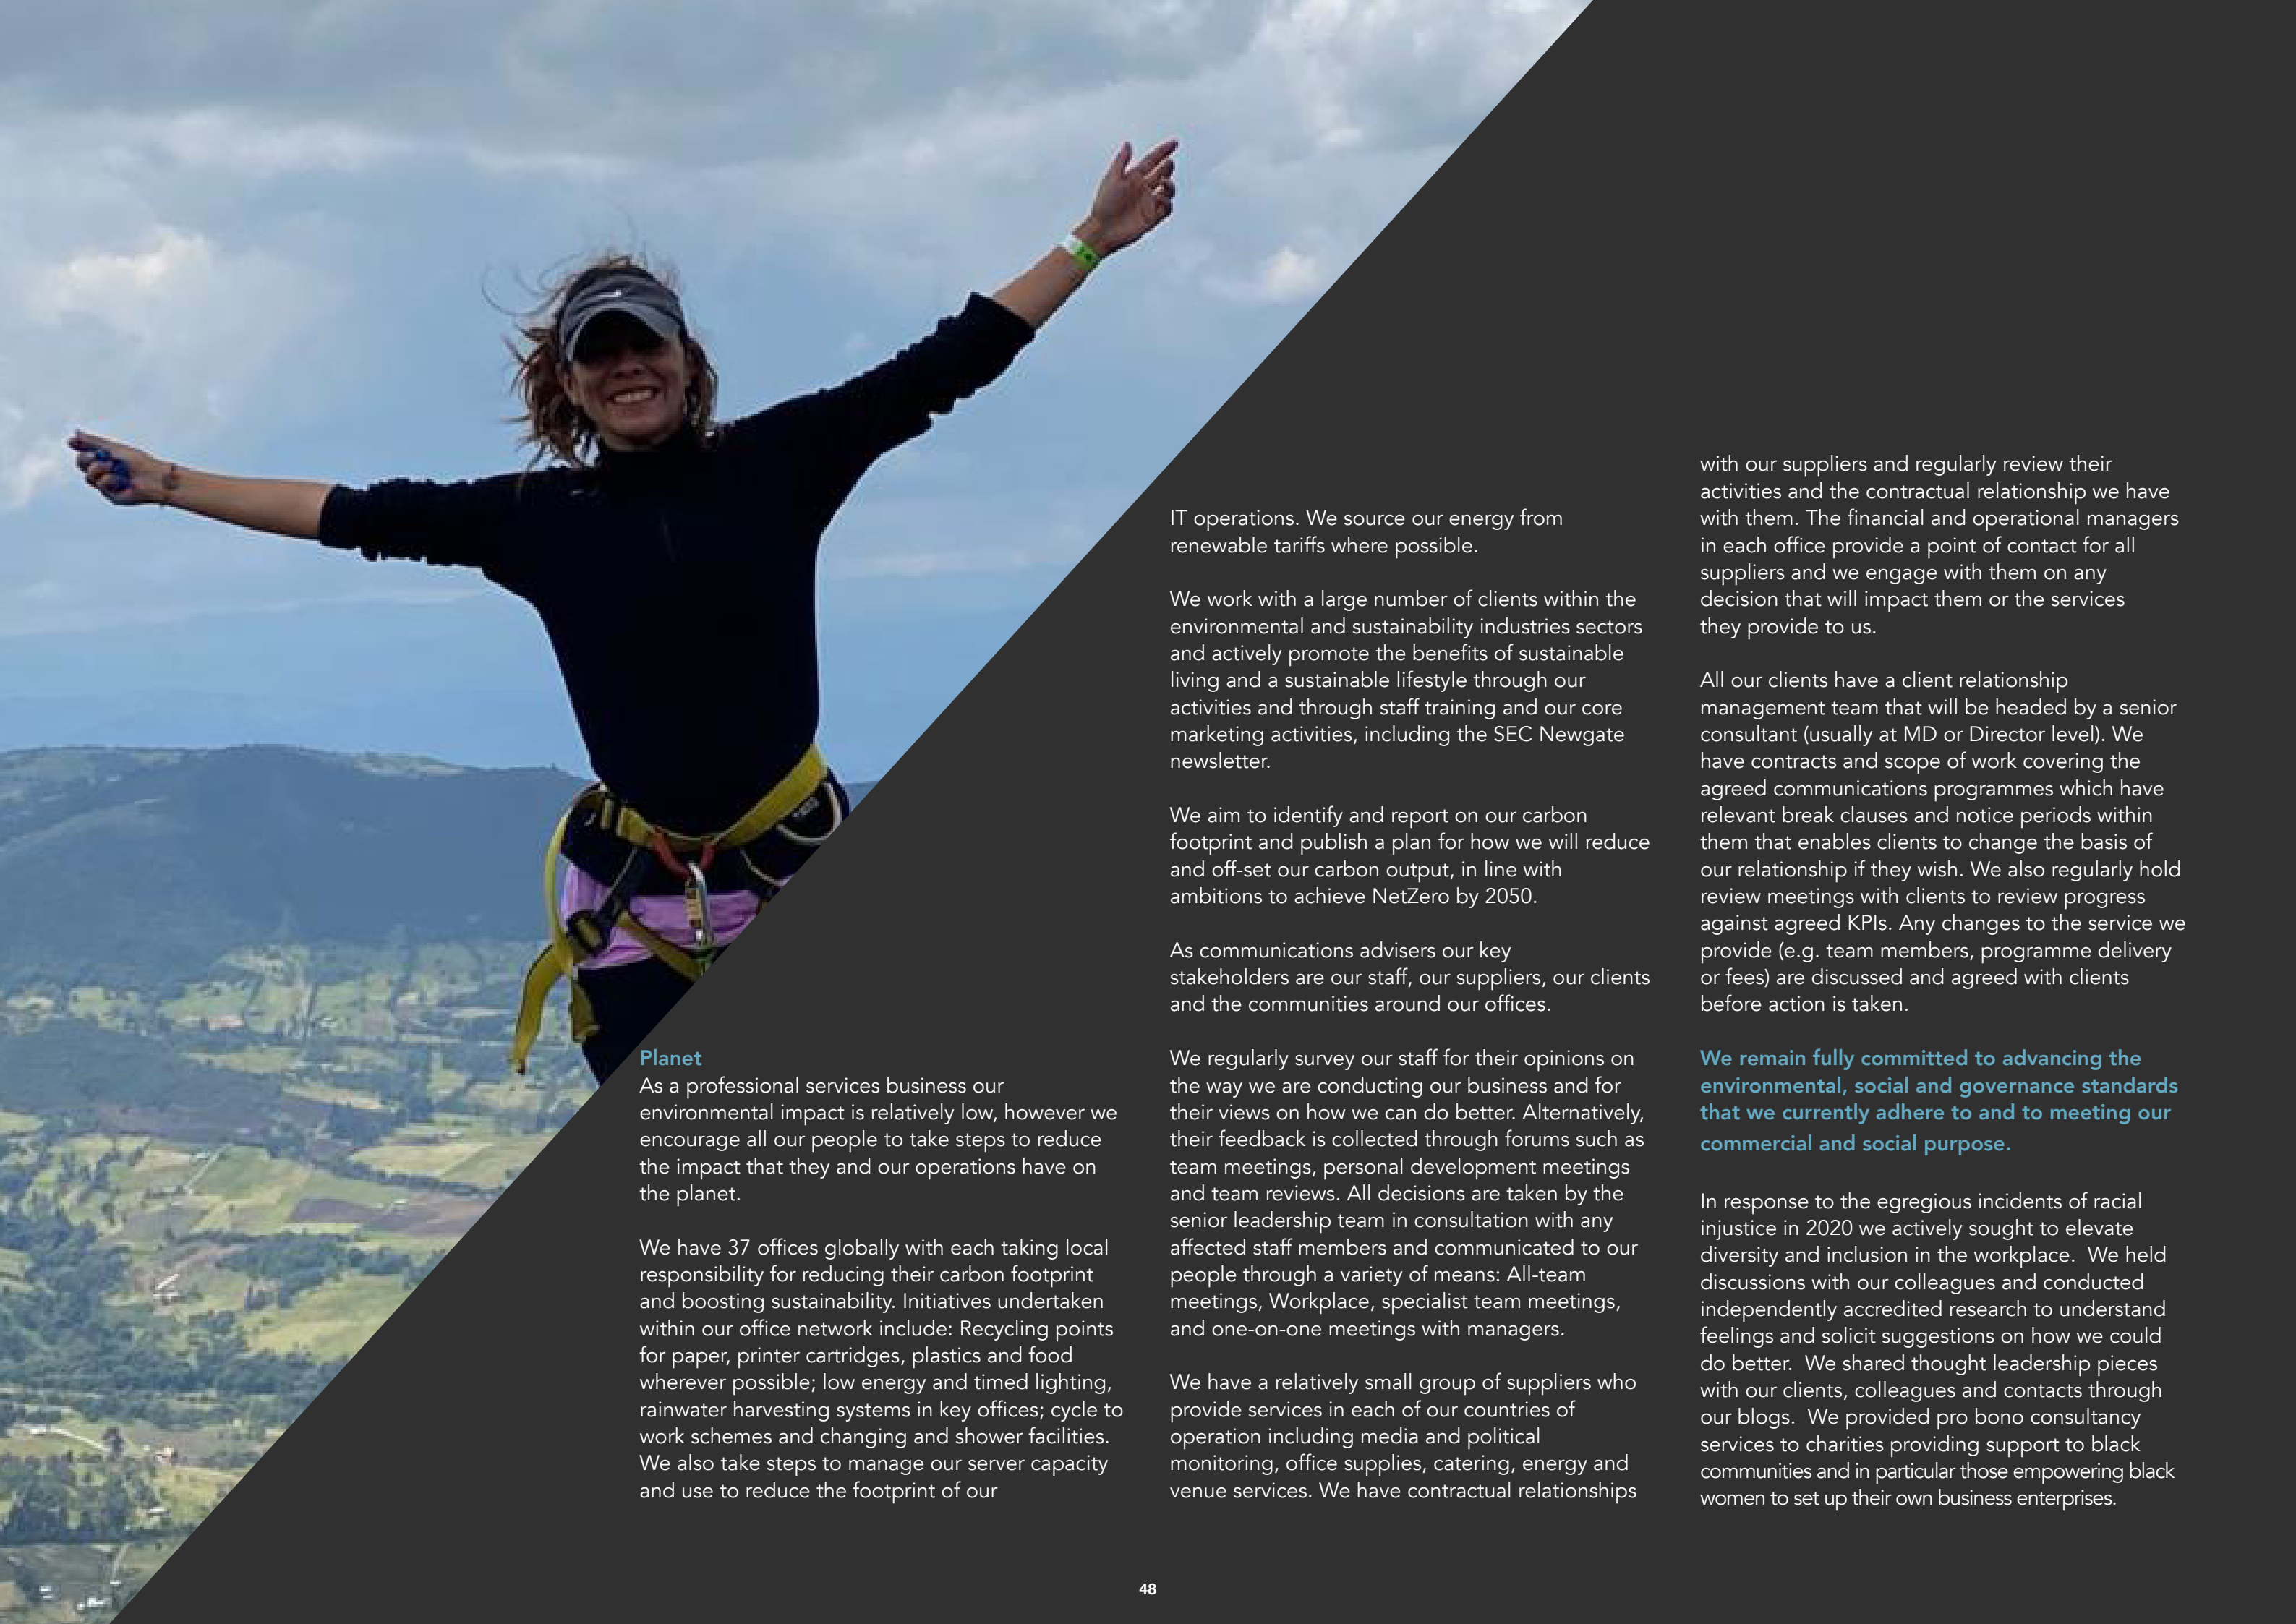 Planet
As a professional services business our
environmental impact is relatively low, however we
encourage all our people to take steps to reduce
the impact that they and our operations have on
the planet.
We have 37 offices globally with each taking local
responsibility for reducing their carbon footprint
and boosting sustainability. Initiatives undertaken
within our office network include: Recycling points
for paper, printer cartridges, plastics and food
wherever possible; low energy and timed lighting,
rainwater harvesting systems in key offices; cycle to
work schemes and changing and shower facilities.
We also take steps to manage our server capacity
and use to reduce the footprint of our
IT operations. We source our energy from
renewable tariffs where possible.
We work with a large number of clients within the
environmental and sustainability industries sectors
and actively promote the benefits of sustainable
living and a sustainable lifestyle through our
activities and through staff training and our core
marketing activities, including the SEC Newgate
newsletter.
We aim to identify and report on our carbon
footprint and publish a plan for how we will reduce
and off-set our carbon output, in line with
ambitions to achieve NetZero by 2050.
As communications advisers our key
stakeholders are our staff, our suppliers, our clients
and the communities around our offices.
We regularly survey our staff for their opinions on
the way we are conducting our business and for
their views on how we can do better. Alternatively,
their feedback is collected through forums such as
team meetings, personal development meetings
and team reviews. All decisions are taken by the
senior leadership team in consultation with any
affected staff members and communicated to our
people through a variety of means: All-team
meetings, Workplace, specialist team meetings,
and one-on-one meetings with managers.
We have a relatively small group of suppliers who
provide services in each of our countries of
operation including media and political
monitoring, office supplies, catering, energy and
venue services. We have contractual relationships
with our suppliers and regularly review their
activities and the contractual relationship we have
with them. The financial and operational managers
in each office provide a point of contact for all
suppliers and we engage with them on any
decision that will impact them or the services
they provide to us.
All our clients have a client relationship
management team that will be headed by a senior
consultant (usually at MD or Director level). We
have contracts and scope of work covering the
agreed communications programmes which have
relevant break clauses and notice periods within
them that enables clients to change the basis of
our relationship if they wish. We also regularly hold
review meetings with clients to review progress
against agreed KPIs. Any changes to the service we
provide (e.g. team members, programme delivery
or fees) are discussed and agreed with clients
before action is taken.
We remain fully committed to advancing the
environmental, social and governance standards
that we currently adhere to and to meeting our
commercial and social purpose.
In response to the egregious incidents of racial
injustice in 2020 we actively sought to elevate
diversity and inclusion in the workplace.  We held
discussions with our colleagues and conducted
independently accredited research to understand
feelings and solicit suggestions on how we could
do better.  We shared thought leadership pieces
with our clients, colleagues and contacts through
our blogs.  We provided pro bono consultancy
services to charities providing support to black
communities and in particular those empowering black
women to set up their own business enterprises.
48